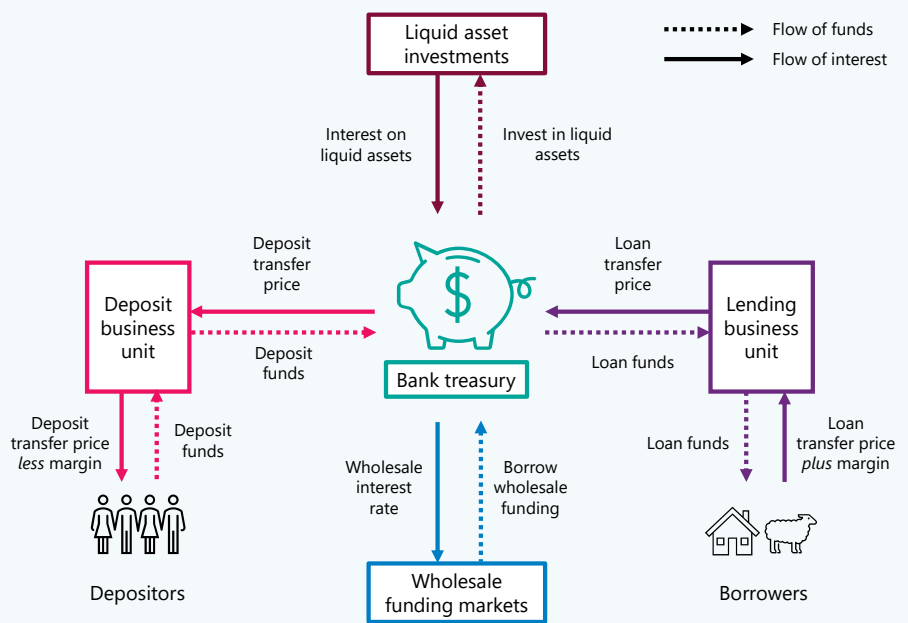 Liquid asset
investments
Flow of funds
Flow of interest
Interest on
liquid assets
Invest in liquid
assets
Deposit
transfer
price
Loan
transfer
price
Deposit
business
unit
$
Lending
business
unit
Deposit
funds
Loan funds
Bank treasury
Deposit
transfer price
less margin
Deposit
funds
Wholesale
interest
rate
Borrow
wholesale
funding
Loan funds
Loan
transfer price
plus margin
Depositors
Wholesale
funding markets
Borrowers